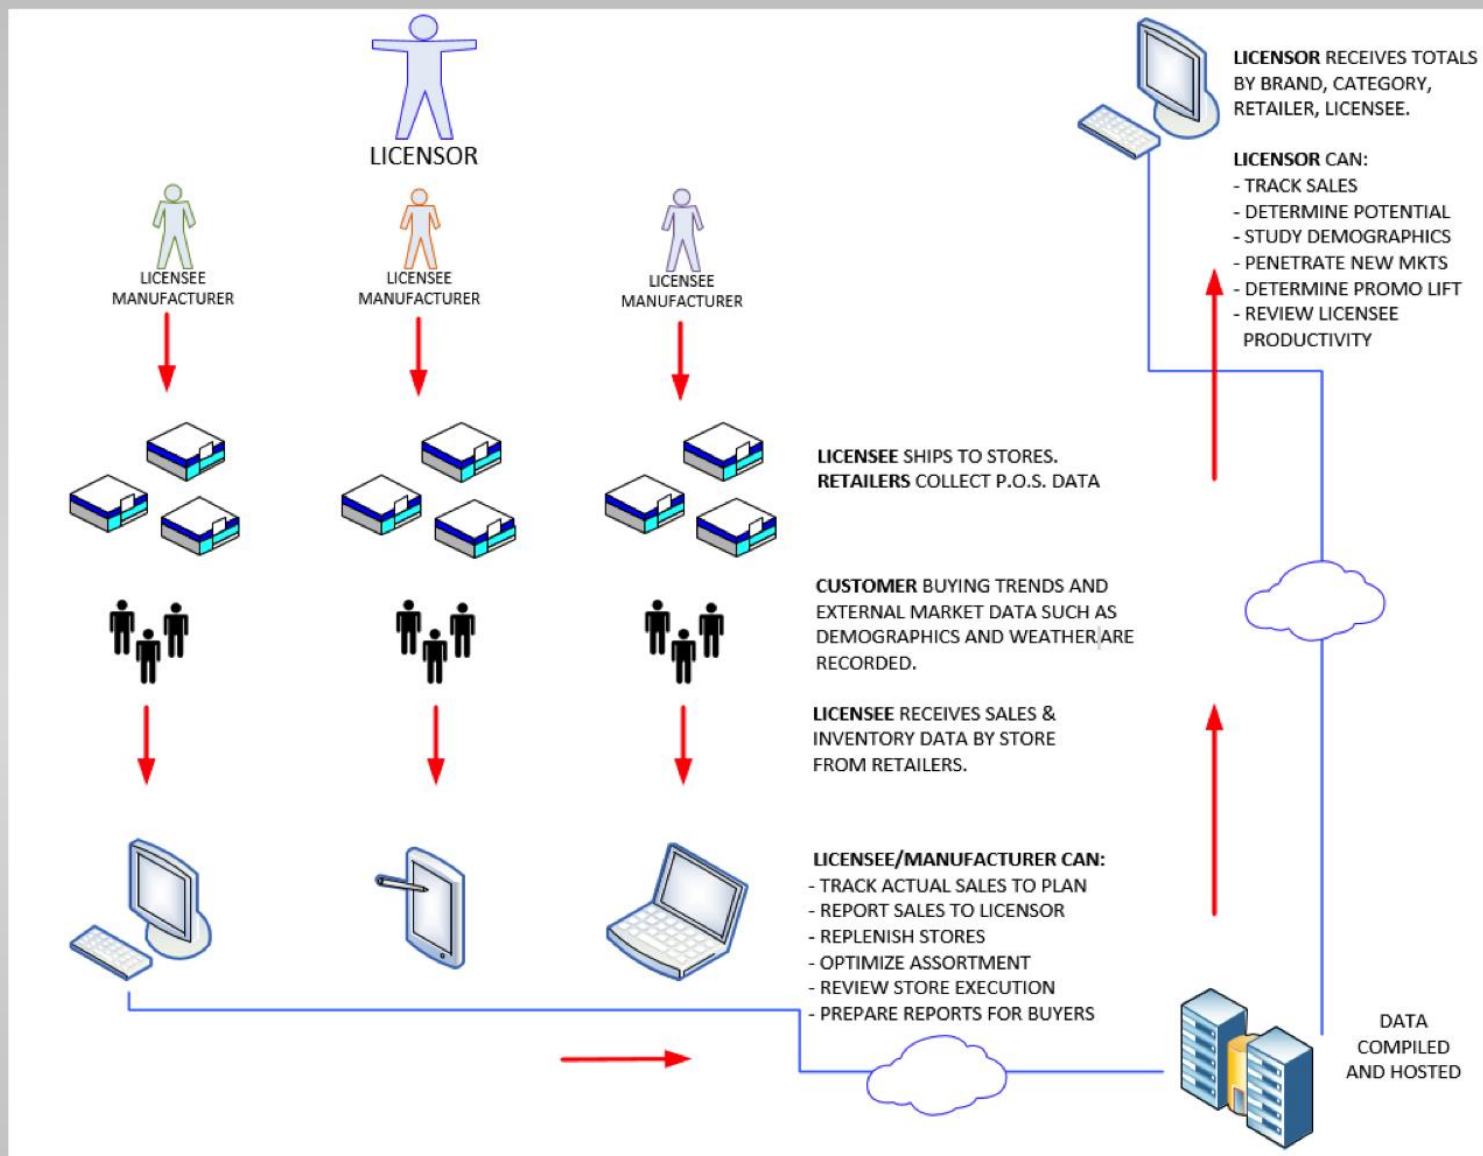 LICENSOR
LICENSEE
MANUFACTURER
LICENSEE
MANUFACTURER
LICENSEE
MANUFACTURER
LICENSOR RECEIVES TOTALS
BY BRAND, CATEGORY,
RETAILER, LICENSEE.
LICENSOR CAN:
- TRACK SALES
- DETERMINE POTENTIAL
- STUDY DEMOGRAPHICS
- PENETRATE NEW MKTS
- DETERMINE PROMO LIFT
- REVIEW LICENSEE
PRODUCTIVITY
LICENSEE SHIPS TO STORES.
RETAILERS COLLECT P.O.S. DATA
CUSTOMER BUYING TRENDS AND
EXTERNAL MARKET DATA SUCH AS
DEMOGRAPHICS AND WEATHER ARE
RECORDED.
LICENSEE RECEIVES SALES &
INVENTORY DATA BY STORE
FROM RETAILERS.
LICENSEE/MANUFACTURER CAN:
- TRACK ACTUAL SALES TO PLAN
- REPORT SALES TO LICENSOR
- REPLENISH STORES
- OPTIMIZE ASSORTMENT
- REVIEW STORE EXECUTION
- PREPARE REPORTS FOR BUYERS
DATA
COMPILED
AND HOSTED